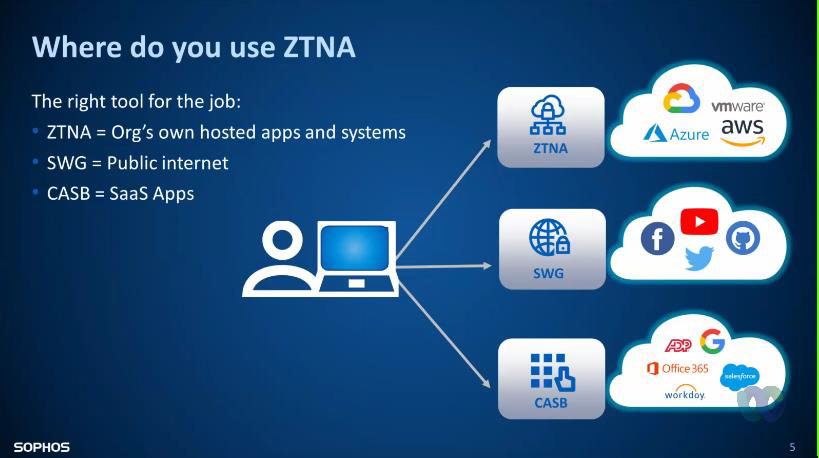 Where do you use ZTNA
The right tool for the job:
• ZTNA = Org's own hosted apps and systems
• SWG = Public internet
• CASB = SaaS Apps
ZTNA
vmware
Azure
aws
SWG
CASB
ADP
Office 365
salesforce
workday.
SOPHOS
5